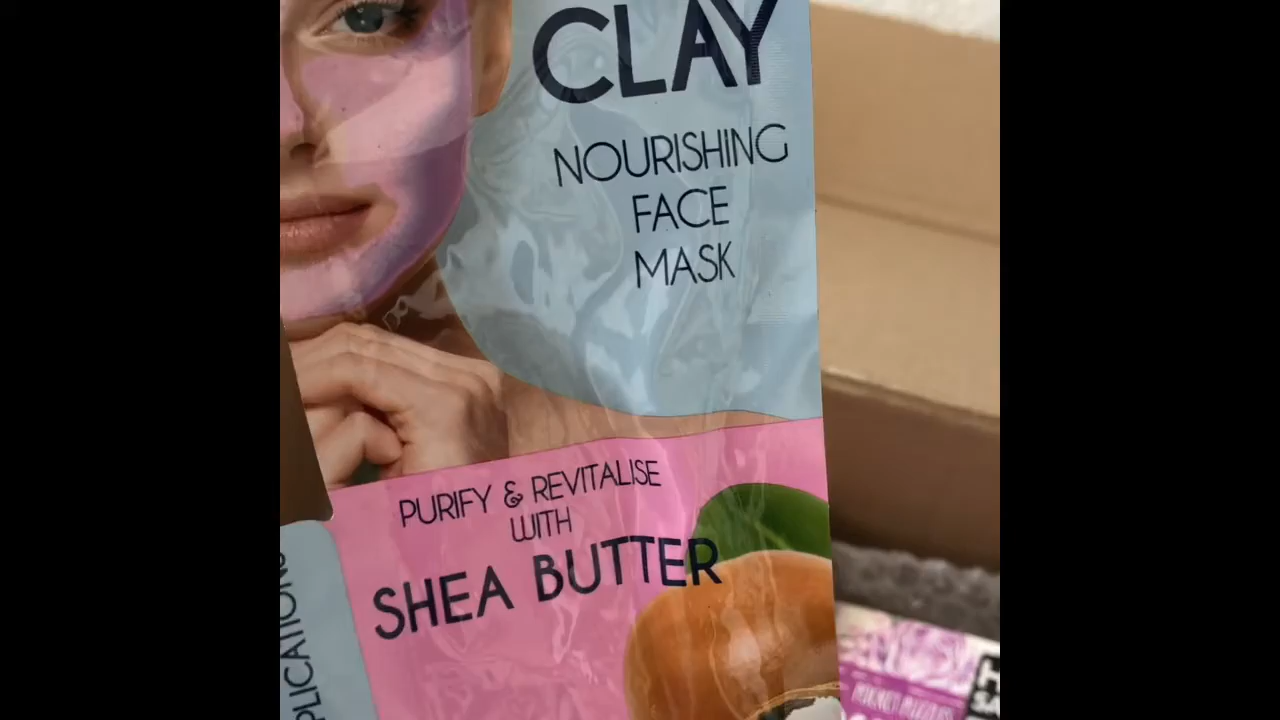 CLAY
NOURISHING
FACE
MASK
PURIFY & REVITALISE
WITH
SHEA BUTTER